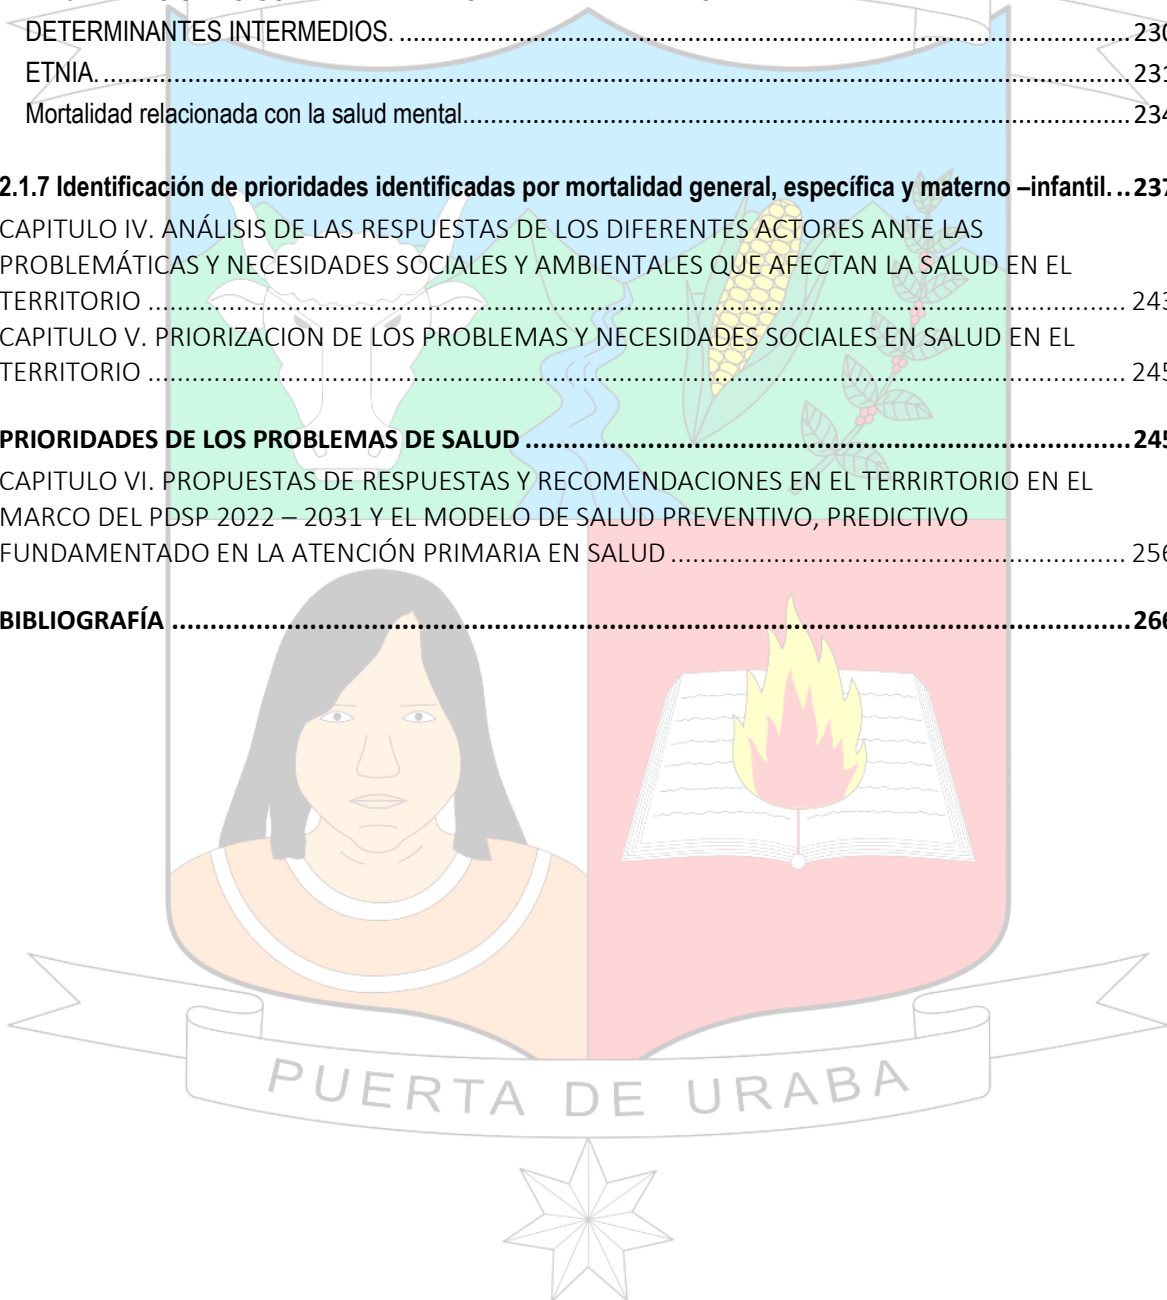 DETERMINANTES INTERMEDIOS. ........ 230
ETNIA. ........ 231
Mortalidad relacionada con la salud mental ........ 234
2.1.7 Identificación de prioridades identificadas por mortalidad general, específica y materno –infantil. .. 237
CAPITULO IV. ANÁLISIS DE LAS RESPUESTAS DE LOS DIFERENTES ACTORES ANTE LAS
PROBLEMÁTICAS Y NECESIDADES SOCIALES Y AMBIENTALES QUE AFECTAN LA SALUD EN EL
TERRITORIO ........ 243
CAPITULO V. PRIORIZACION DE LOS PROBLEMAS Y NECESIDADES SOCIALES EN SALUD EN EL
TERRITORIO ........ 245
PRIORIDADES DE LOS PROBLEMAS DE SALUD ........ 245
CAPITULO VI. PROPUESTAS DE RESPUESTAS Y RECOMENDACIONES EN EL TERRIRTORIO EN EL
MARCO DEL PDSP 2022 – 2031 Y EL MODELO DE SALUD PREVENTIVO, PREDICTIVO
FUNDAMENTADO EN LA ATENCIÓN PRIMARIA EN SALUD ........ 256
BIBLIOGRAFÍA ........ 266
PUERTA DE URABA